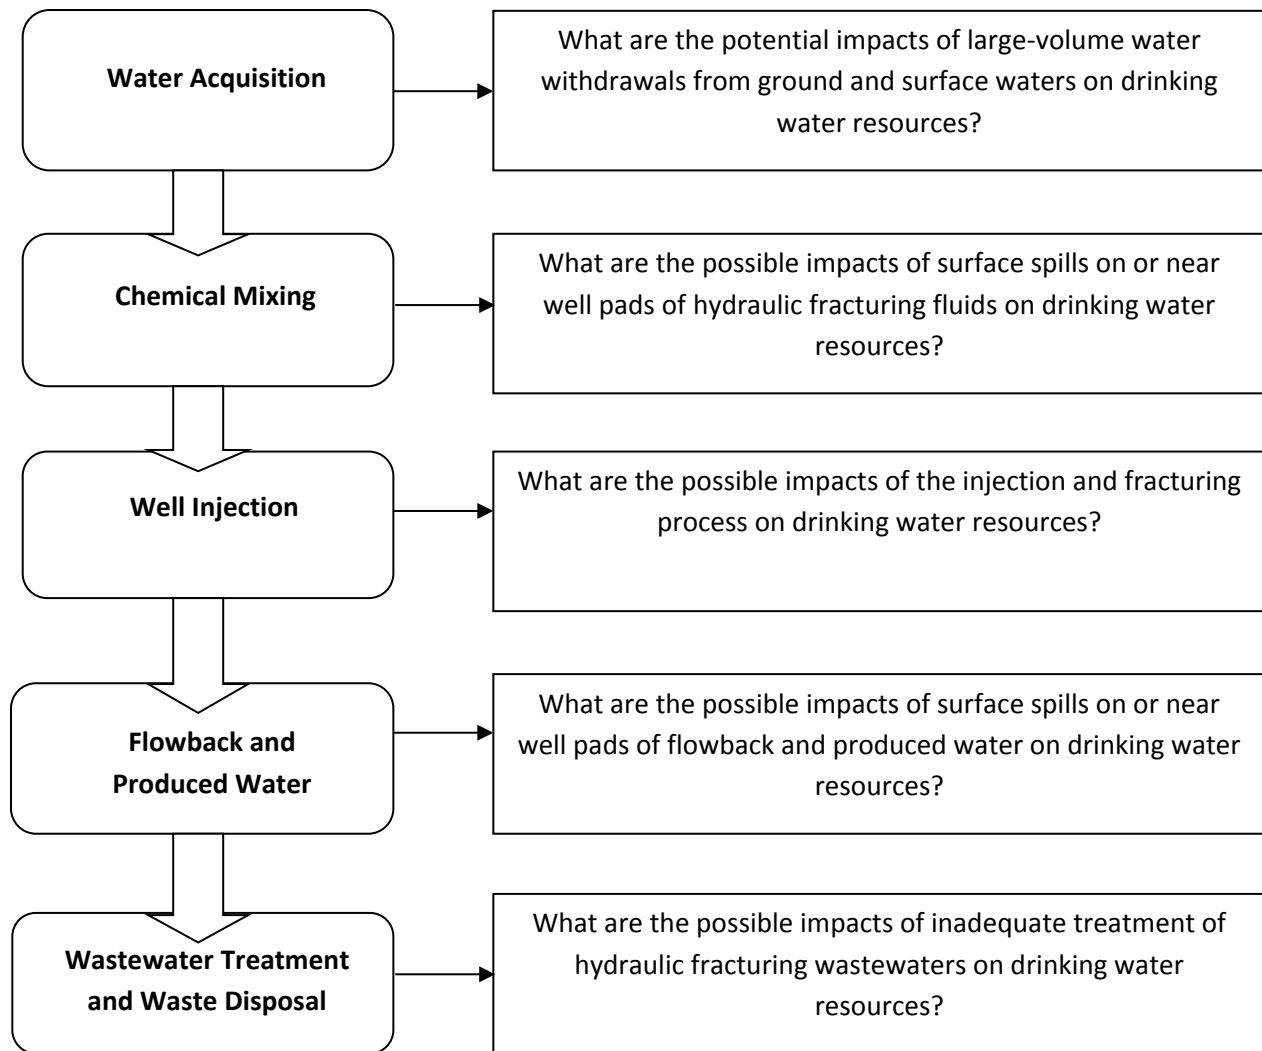 Water Acquisition
What are the potential impacts of large-volume water
withdrawals from ground and surface waters on drinking
water resources?
Chemical Mixing
What are the possible impacts of surface spills on or near
well pads of hydraulic fracturing fluids on drinking water
resources?
Well Injection
What are the possible impacts of the injection and fracturing
process on drinking water resources?
Flowback and
Produced Water
What are the possible impacts of surface spills on or near
well pads of flowback and produced water on drinking water
resources?
Wastewater Treatment
and Waste Disposal
What are the possible impacts of inadequate treatment of
hydraulic fracturing wastewaters on drinking water
resources?